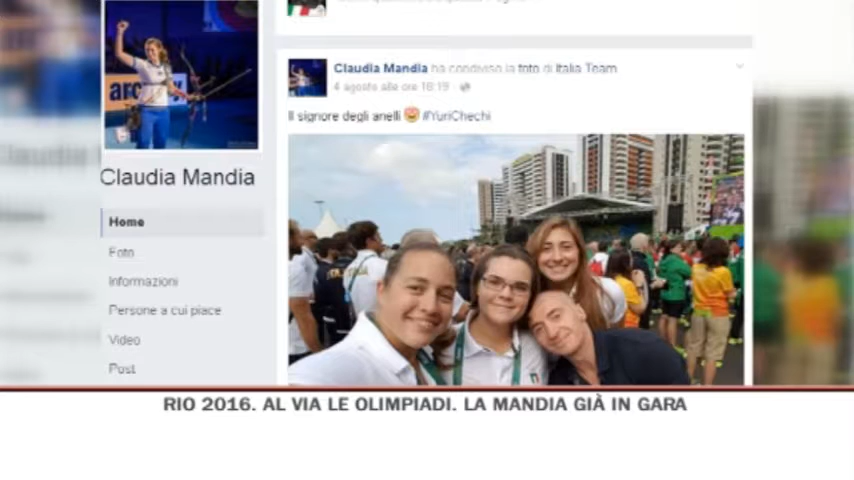 Claudia Mandia ha condiviso la foto di Italia Team
4 agosto alle ore 16:19
Il signore degli anelli #YuriChechi
Claudia Mandia
Home
Foto
Informazioni
Persone a cui piace
Video
Post
RIO 2016. AL VIA LE OLIMPIADI. LA MANDIA GIÀ IN GARA